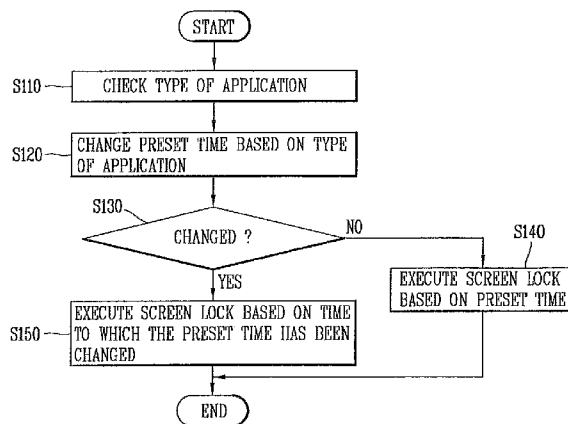 START
S110
CHECK TYPE OF APPLICATION
S120
CHANGE PRESET TIME BASED ON TYPE
OF APPLICATION
S130
CHANGED ?
NO
S140
EXECUTE SCREEN LOCK
BASED ON PRESET TIME
YES
S150
EXECUTE SCREEN LOCK BASED ON TIME
TO WHICH THE PRESET TIME HAS BEEN
CHANGED
END